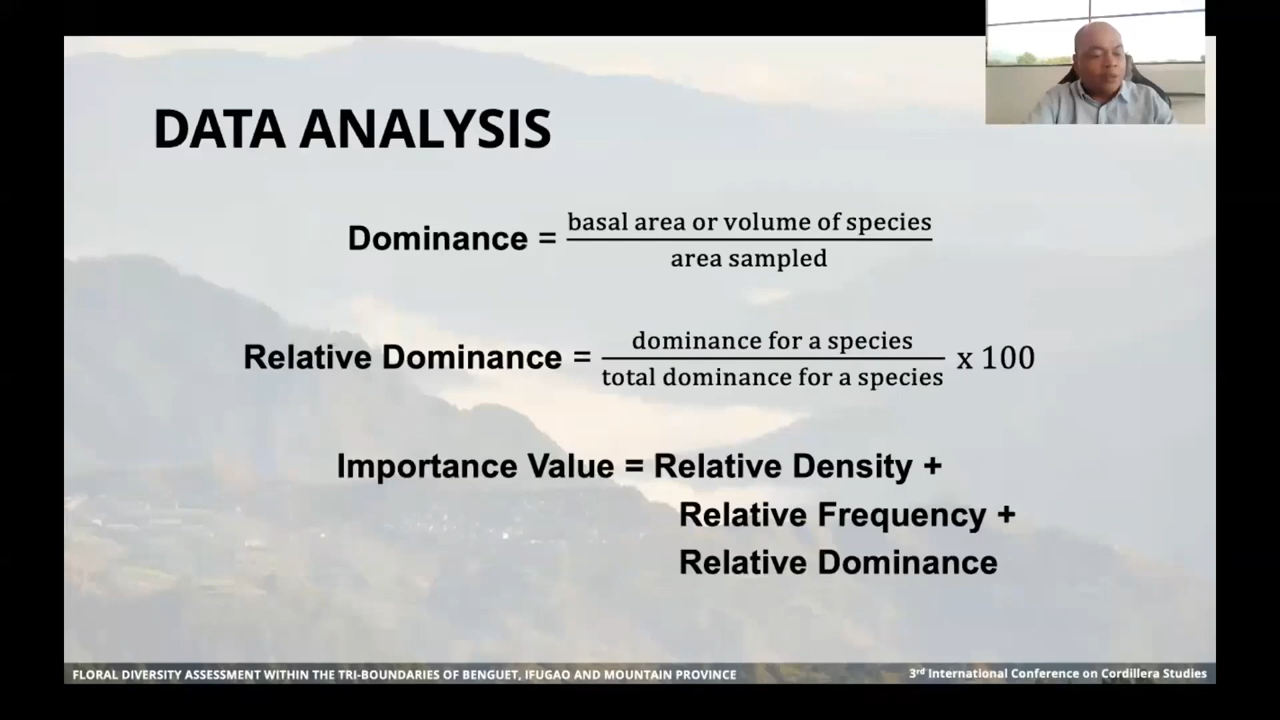 DATA ANALYSIS
Dominance = basal area or volume of species
area sampled
Relative Dominance = dominance for a species
total dominance for a species x 100
Importance Value = Relative Density +
Relative Frequency +
Relative Dominance
FLORAL DIVERSITY ASSESSMENT WITHIN THE TRI-BOUNDARIES OF BENGUET, IFUGAO AND MOUNTAIN PROVINCE
3rd International Conference on Cordillera Studies